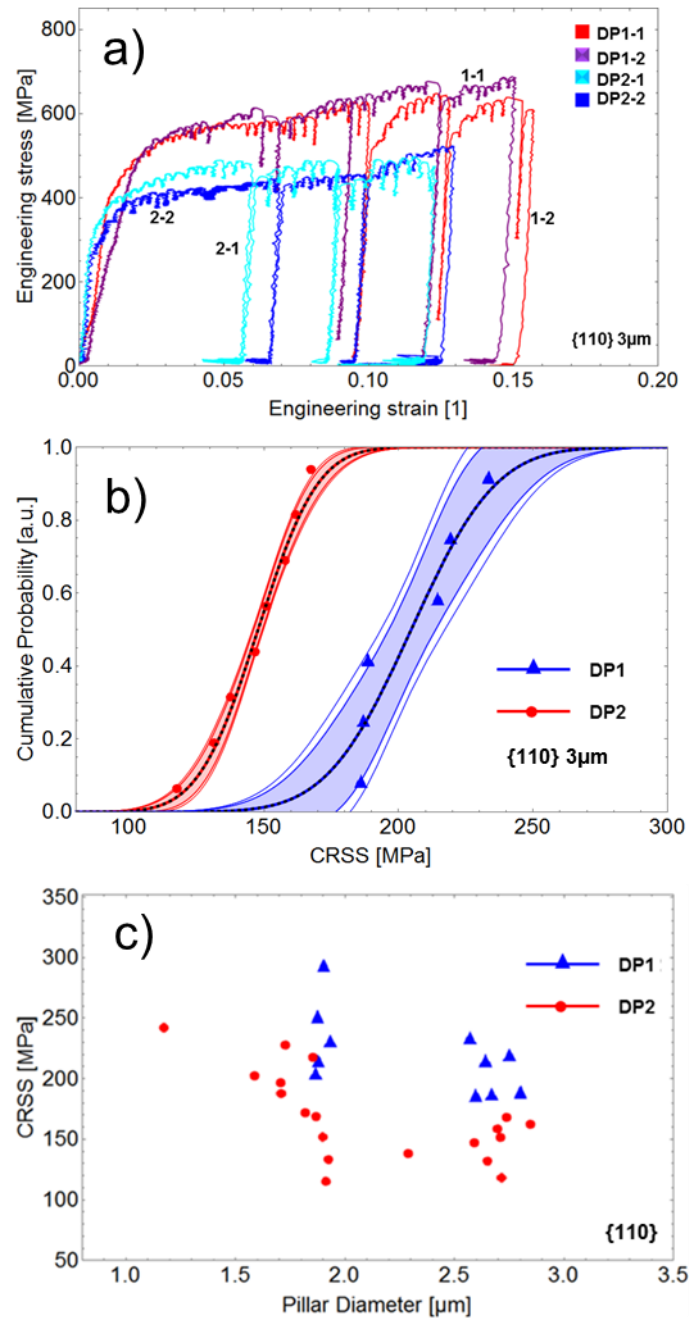 a)
800
600
400
200
0
Engineering stress [MPa]
DP1-1
DP1-2
DP2-1
DP2-2
1-1
2-2
2-1
1-2
{110} 3μm
0.00
0.05
0.10
0.15
0.20
Engineering strain [1]
b)
1.0
0.8
0.6
0.4
0.2
0.0
Cumulative Probability [a.u.]
DP1
DP2
{110} 3μm
100
150
200
250
300
CRSS [MPa]
c)
350
300
250
200
150
100
50
CRSS [MPa]
DP1
DP2
{110}
1.0
1.5
2.0
2.5
3.0
3.5
Pillar Diameter [μm]